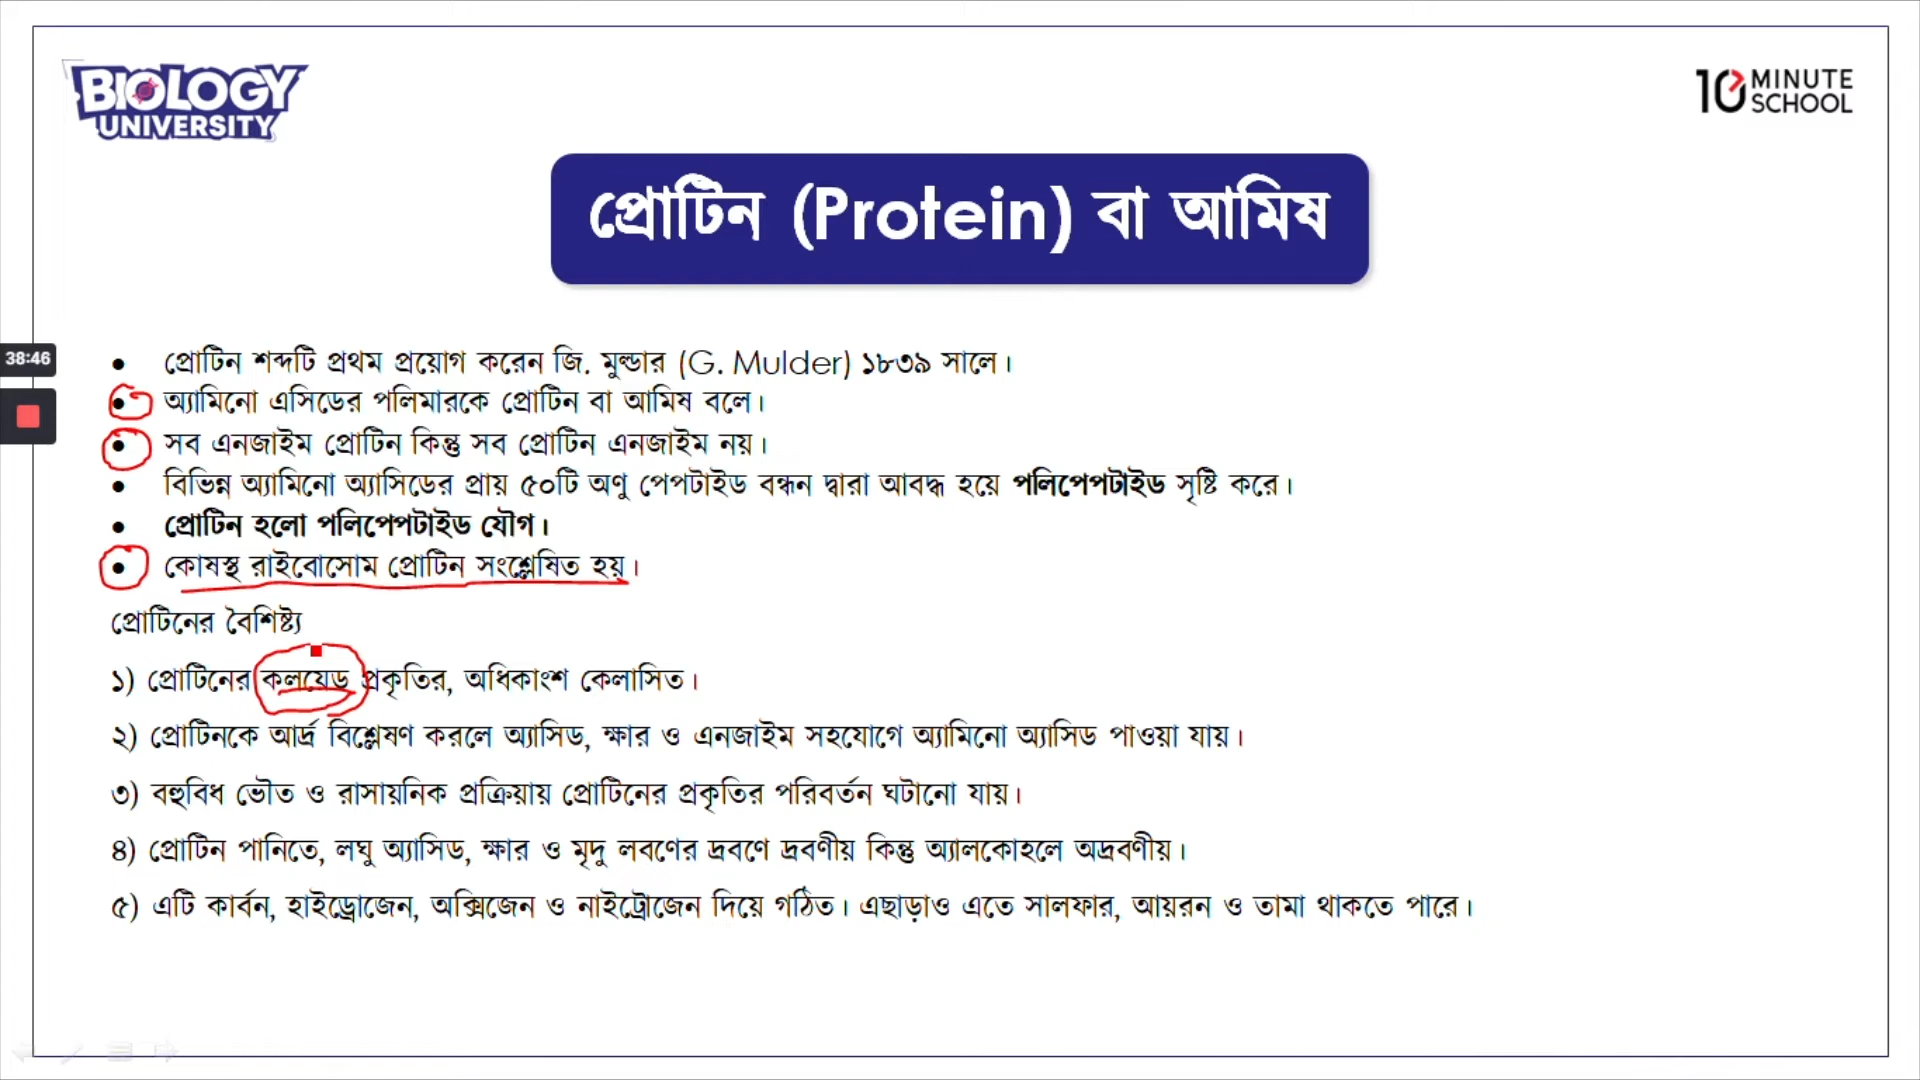 BIOLOGY
UNIVERSITY
10 MINUTE
SCHOOL
প্রোটিন (Protein) বা আমিষ
38:46
• প্রোটিন শব্দটি প্রথম প্রয়োগ করেন জি. মুল্ডার (G. Mulder) ১৮৩৯ সালে।
• অ্যামিনো এসিডের পলিমারকে প্রোটিন বা আমিষ বলে।
• সব এনজাইম প্রোটিন কিন্তু সব প্রোটিন এনজাইম নয়।
• বিভিন্ন অ্যামিনো অ্যাসিডের প্রায় ৫০টি অণু পেপটাইড বন্ধন দ্বারা আবদ্ধ হয়ে পলিপেপটাইড সৃষ্টি করে।
• প্রোটিন হলো পলিপেপটাইড যৌগ।
• কোষস্থ রাইবোসোম প্রোটিন সংশ্লেষিত হয়।
প্রোটিনের বৈশিষ্ট্য
১) প্রোটিনের কলয়েড প্রকৃতির, অধিকাংশ কেলাসিত।
২) প্রোটিনকে আর্দ্র বিশ্লেষণ করলে অ্যাসিড, ক্ষার ও এনজাইম সহযোগে অ্যামিনো অ্যাসিড পাওয়া যায়।
৩) বহুবিধ ভৌত ও রাসায়নিক প্রক্রিয়ায় প্রোটিনের প্রকৃতির পরিবর্তন ঘটানো যায়।
৪) প্রোটিন পানিতে, লঘু অ্যাসিড, ক্ষার ও মৃদু লবণের দ্রবণে দ্রবণীয় কিন্তু অ্যালকোহলে অদ্রবণীয়।
৫) এটি কার্বন, হাইড্রোজেন, অক্সিজেন ও নাইট্রোজেন দিয়ে গঠিত। এছাড়াও এতে সালফার, আয়রন ও তামা থাকতে পারে।